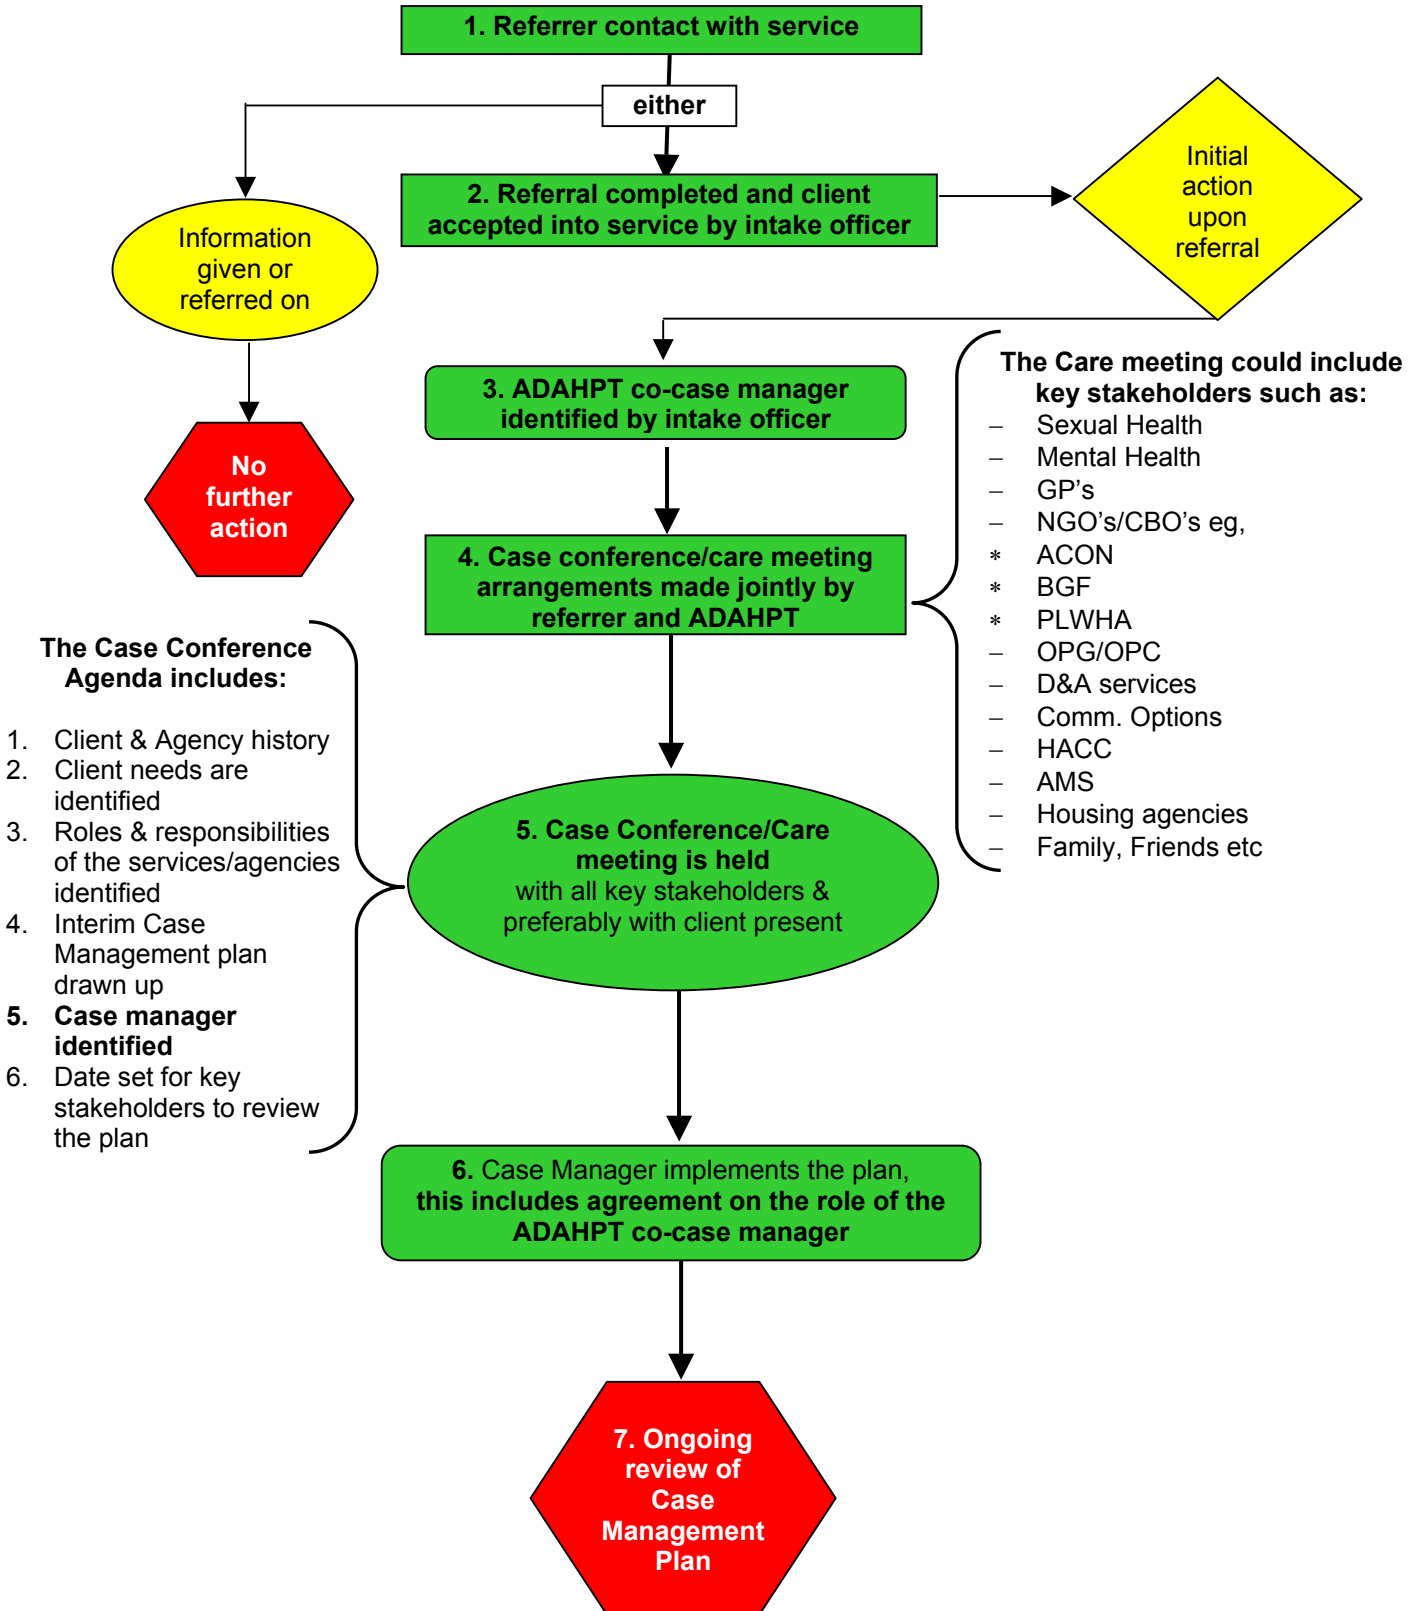 1. Referrer contact with service
either
2. Referral completed and client
accepted into service by intake officer
Initial
action
upon
referral
Information
given or
referred on
No
further
action
3. ADAHPT co-case manager
identified by intake officer
4. Case conference/care meeting
arrangements made jointly by
referrer and ADAHPT
The Care meeting could include
key stakeholders such as:
– Sexual Health
– Mental Health
– GP’s
– NGO’s/CBO’s eg,
* ACON
* BGF
* PLWHA
– OPG/OPC
– D&A services
– Comm. Options
– HACC
– AMS
– Housing agencies
– Family, Friends etc
The Case Conference
Agenda includes:
1. Client & Agency history
2. Client needs are
identified
3. Roles & responsibilities
of the services/agencies
identified
4. Interim Case
Management plan
drawn up
5. Case manager
identified
6. Date set for key
stakeholders to review
the plan
5. Case Conference/Care
meeting is held
with all key stakeholders &
preferably with client present
6. Case Manager implements the plan,
this includes agreement on the role of the
ADAHPT co-case manager
7. Ongoing
review of
Case
Management
Plan